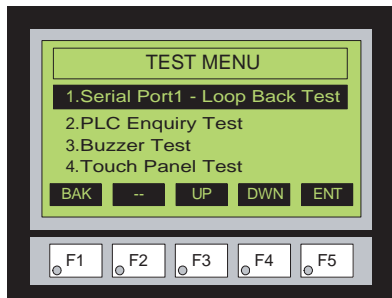 TEST MENU
1.Serial Port1 - Loop Back Test
2.PLC Enquiry Test
3.Buzzer Test
4.Touch Panel Test
BAK -- UP DWN ENT
F1 F2 F3 F4 F5